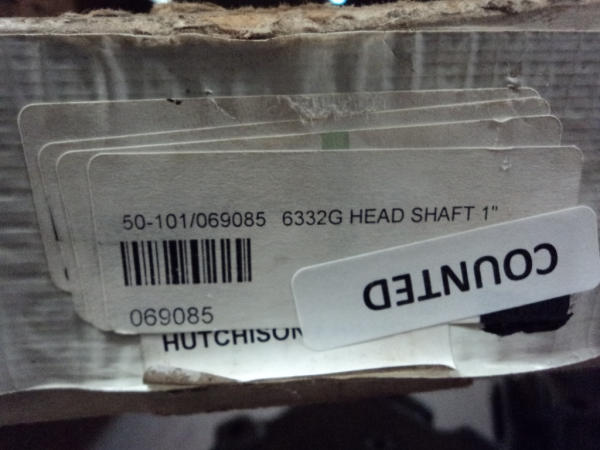 50-101/069085 6332G HEAD SHAFT 1"
069085
COUNTED
HUTCHISON